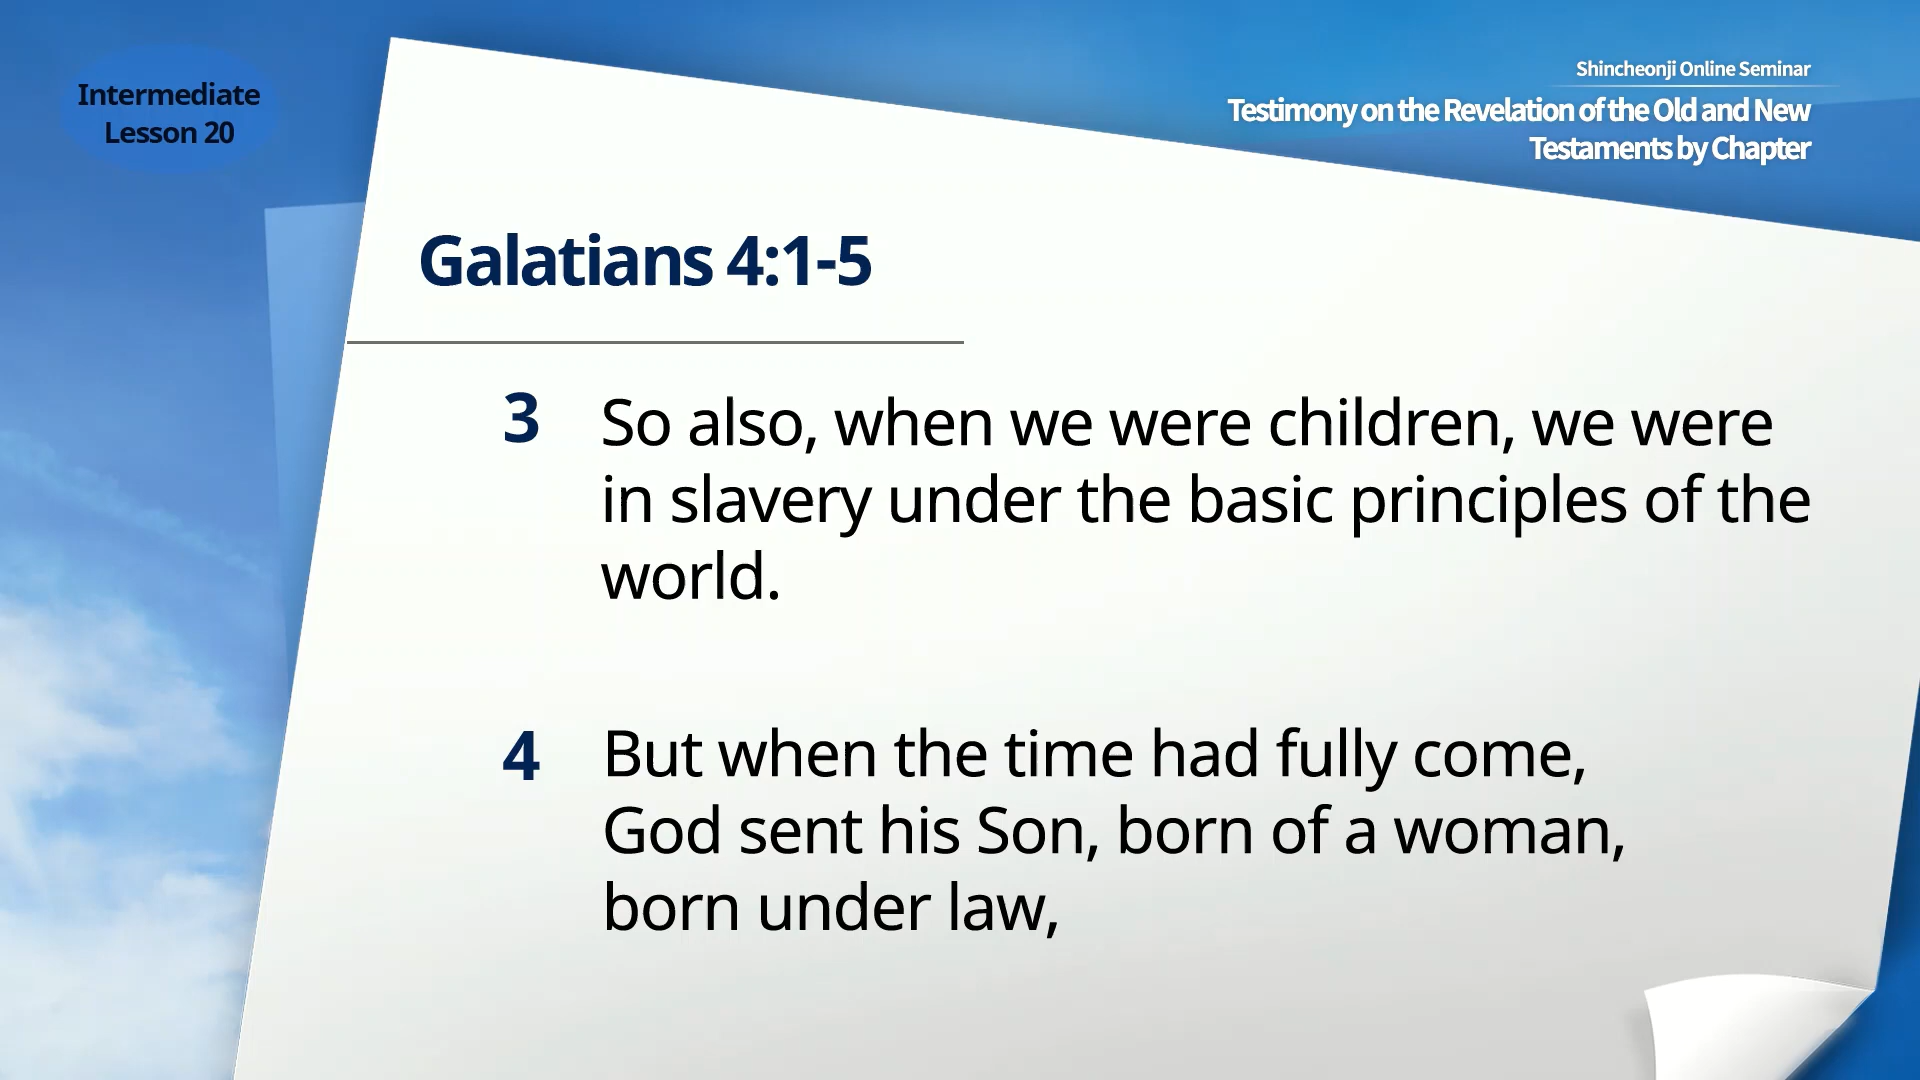 Intermediate
Lesson 20
Shincheonji Online Seminar
Testimony on the Revelation of the Old and New
Testaments by Chapter
Galatians 4:1-5
3 So also, when we were children, we were
in slavery under the basic principles of the
world.
4 But when the time had fully come,
God sent his Son, born of a woman,
born under law,